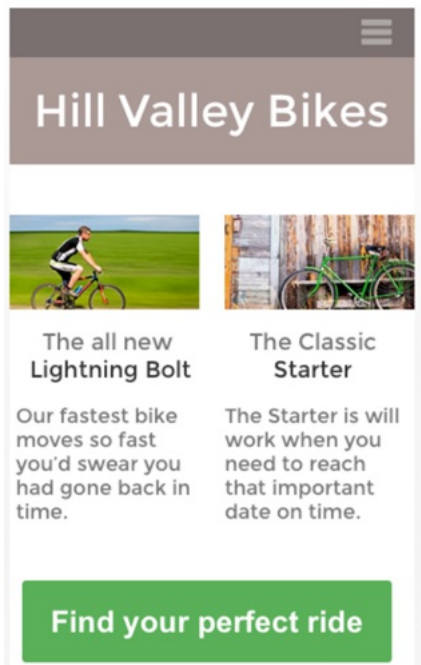 Hill Valley Bikes
The all new
Lightning Bolt
Our fastest bike
moves so fast
you'd swear you
had gone back in
time.
The Classic
Starter
The Starter is will
work when you
need to reach
that important
date on time.
Find your perfect ride